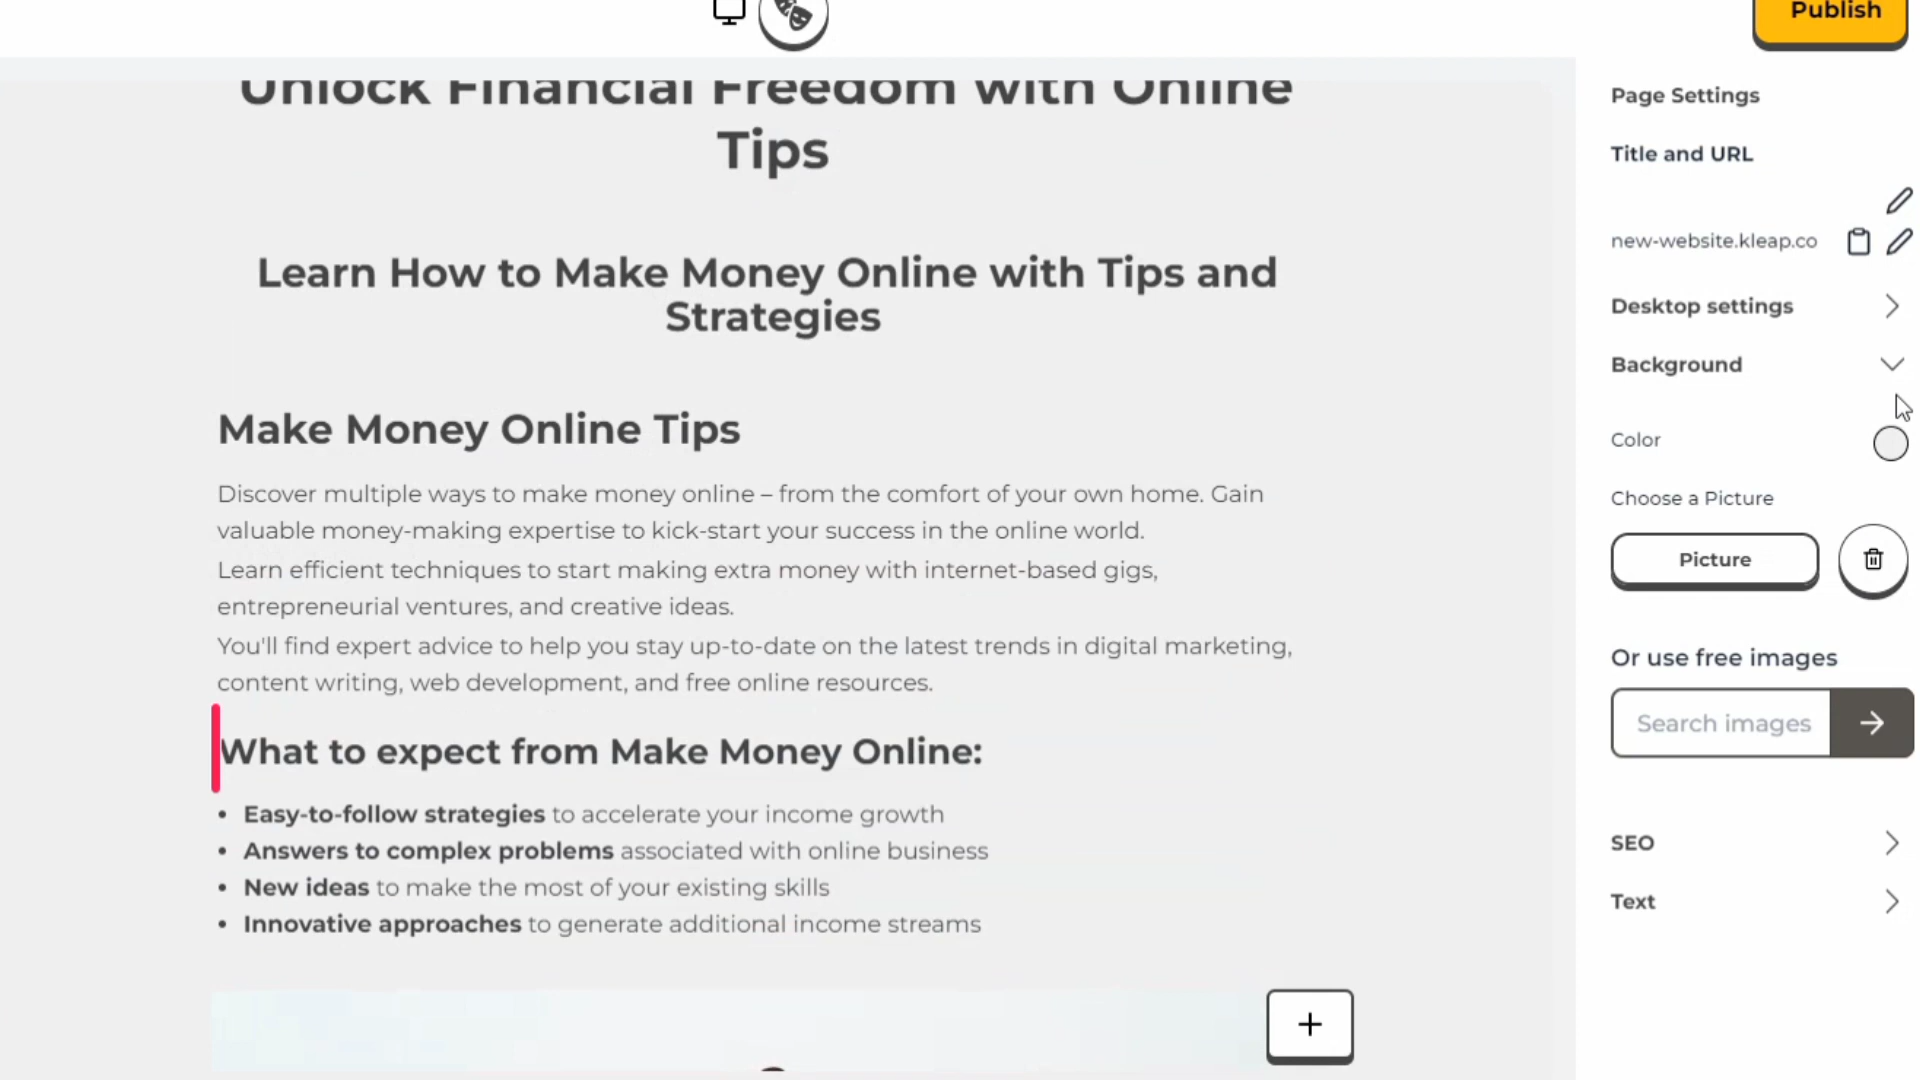 Publish
Unlock Financial Freedom with Online
Tips
Learn How to Make Money Online with Tips and
Strategies
Make Money Online Tips
Discover multiple ways to make money online – from the comfort of your own home. Gain
valuable money-making expertise to kick-start your success in the online world.
Learn efficient techniques to start making extra money with internet-based gigs,
entrepreneurial ventures, and creative ideas.
You'll find expert advice to help you stay up-to-date on the latest trends in digital marketing,
content writing, web development, and free online resources.
What to expect from Make Money Online:
• Easy-to-follow strategies to accelerate your income growth
• Answers to complex problems associated with online business
• New ideas to make the most of your existing skills
• Innovative approaches to generate additional income streams
+
Page Settings
Title and URL
new-website.kleap.co
Desktop settings
Background
Color
Choose a Picture
Picture
Or use free images
Search images
SEO
Text